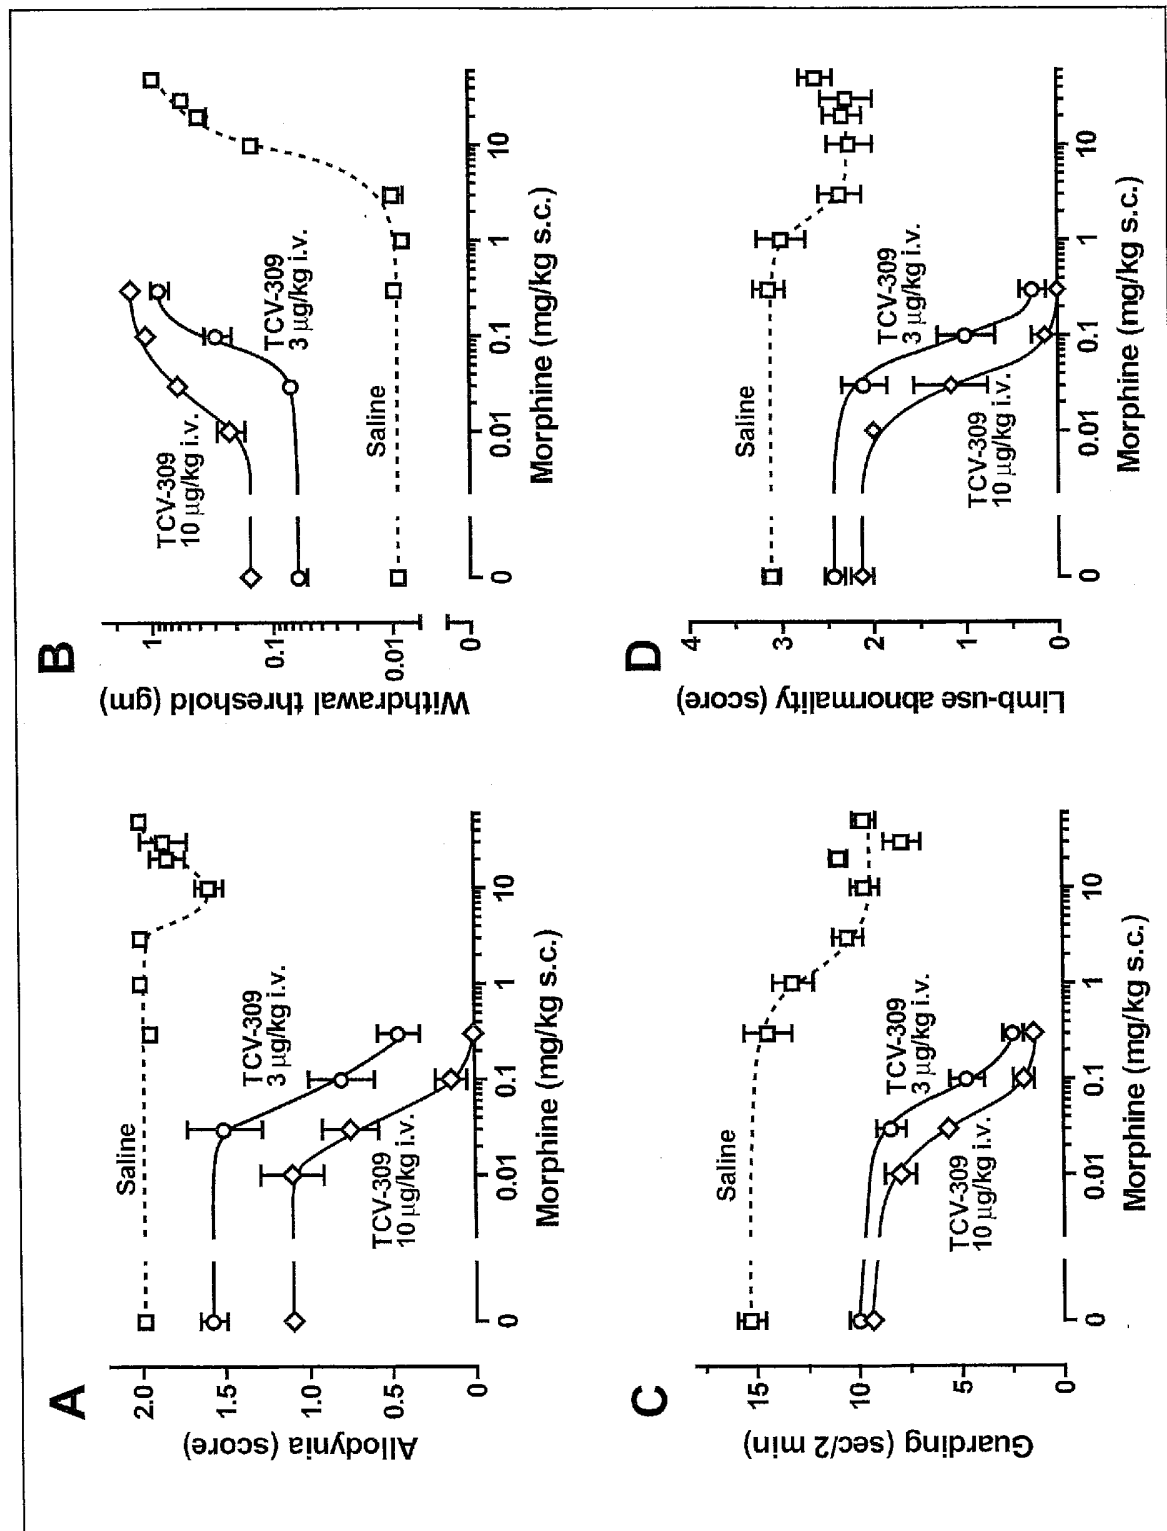 A
Allodynia (score)
2.0
1.5
1.0
0.5
0
Saline
TCV-309
3 µg/kg i.v.
TCV-309
10 µg/kg i.v.
0
0.01
0.1
1
10
Morphine (mg/kg s.c.)
B
Withdrawal threshold (gm)
1
0.1
0.01
0
TCV-309
10 µg/kg i.v.
TCV-309
3 µg/kg i.v.
Saline
0
0.01
0.1
1
10
Morphine (mg/kg s.c.)
C
Guarding (sec/2 min)
15
10
5
0
Saline
TCV-309
3 µg/kg i.v.
TCV-309
10 µg/kg i.v.
0
0.01
0.1
1
10
Morphine (mg/kg s.c.)
D
Limb-use abnormality (score)
4
3
2
1
0
Saline
TCV-309
3 µg/kg i.v.
TCV-309
10 µg/kg i.v.
0
0.01
0.1
1
10
Morphine (mg/kg s.c.)